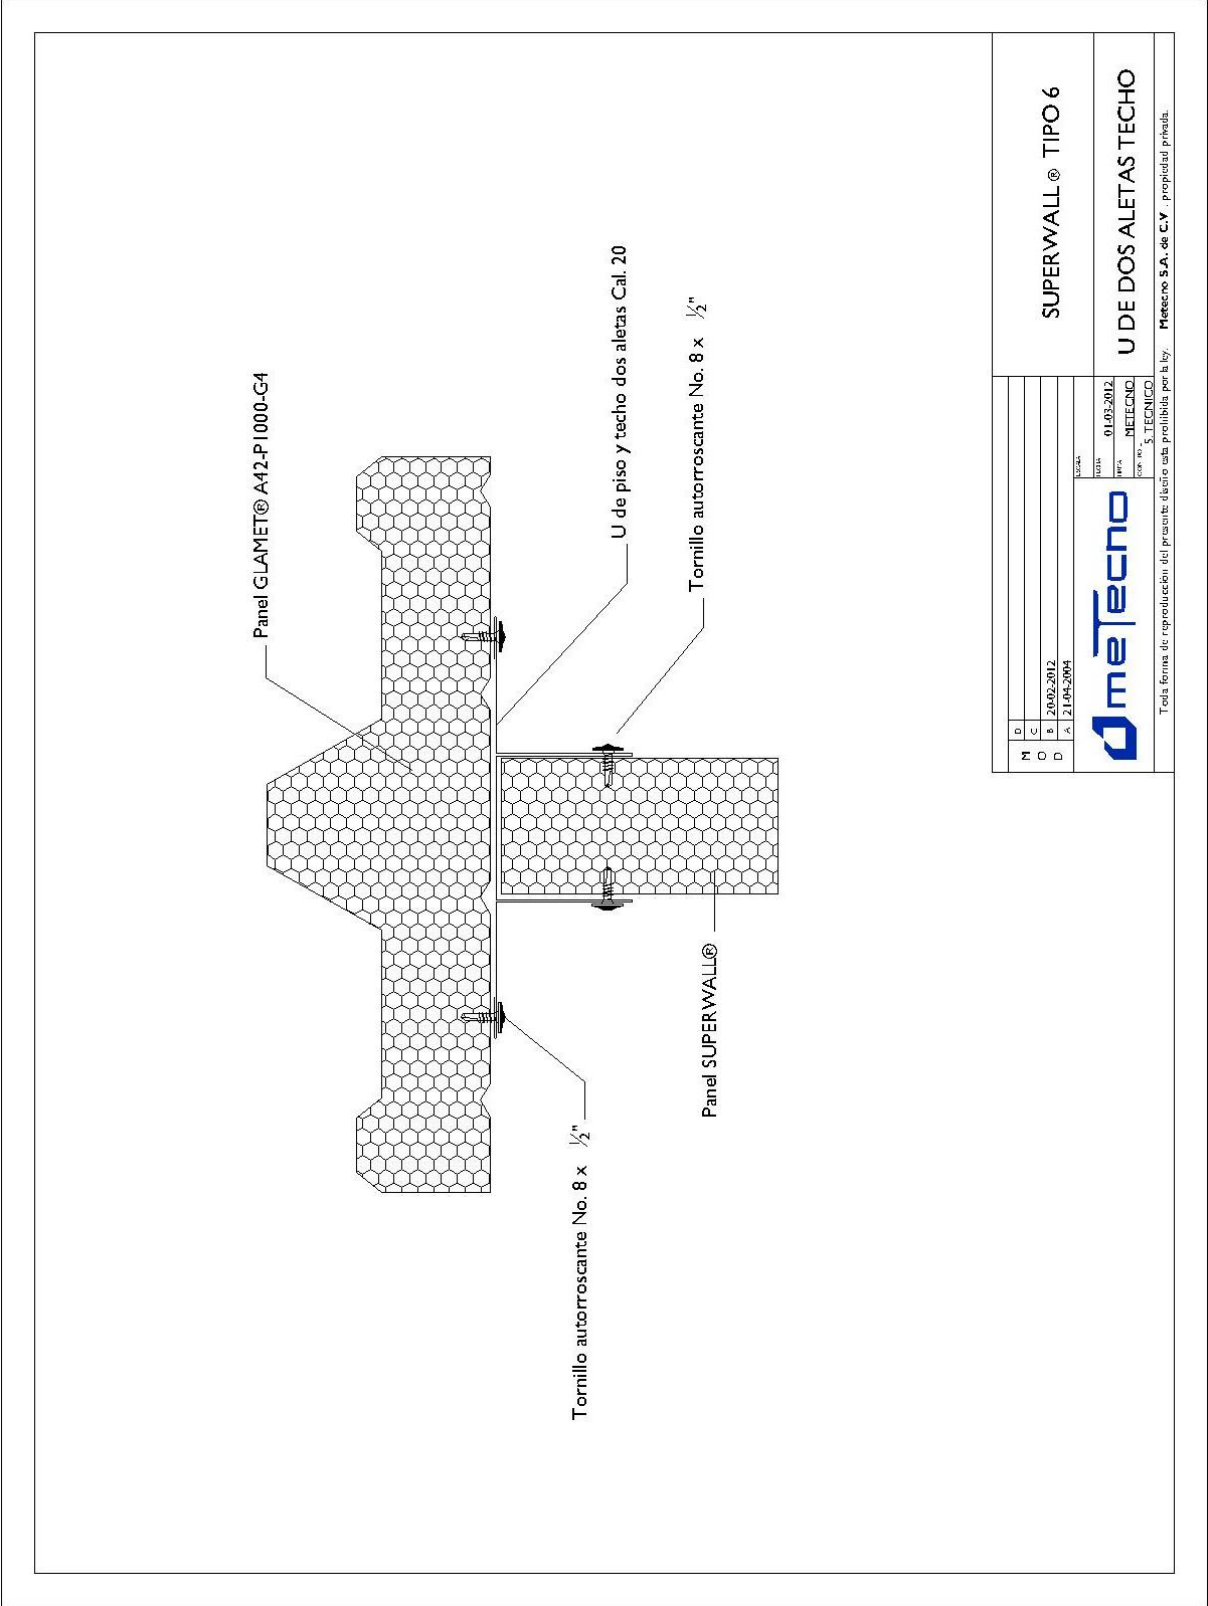 Panel GLAMET® A42-P1000-G4
U de piso y techo dos aletas Cal. 20
Tornillo autorroscante No. 8 x ½"
Tornillo autorroscante No. 8 x ½"
Panel SUPERWALL®
SUPERWALL® TIPO 6
U DE DOS ALETAS TECHO
M
O
D
D
C
B 20-02-2012
A 21-04-2004
ESCALA
FECHA 01-03-2012
METECNO
S. TECNICO
meTecno
Toda forma de reproducción del presente diseño esta prohibida por la ley. Metecno S.A. de C.V. propiedad privada.